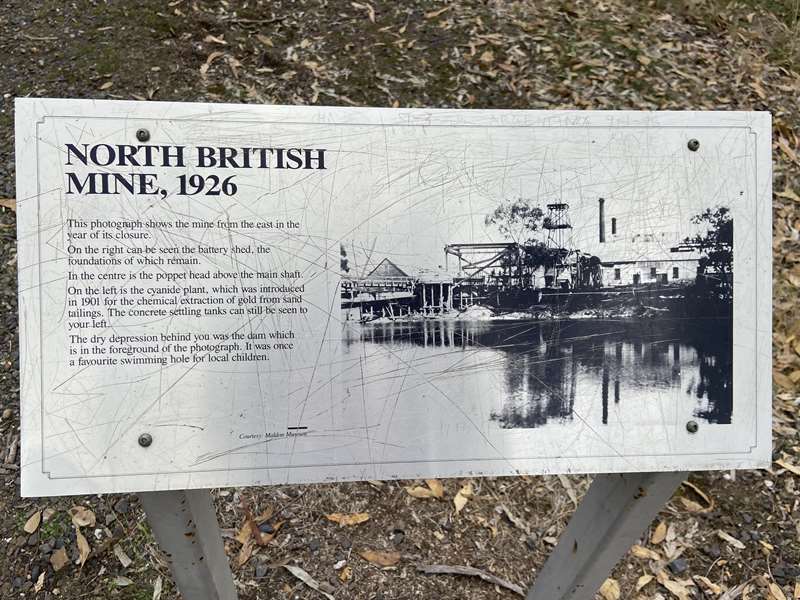 ARGENTINA
NORTH BRITISH
MINE, 1926
This photograph shows the mine from the east in the
year of its closure.
On the right can be seen the battery shed, the
foundations of which remain.
In the centre is the poppet head above the main shaft.
On the left is the cyanide plant, which was introduced
in 1901 for the chemical extraction of gold from sand
tailings. The concrete settling tanks can still be seen to
your left.
The dry depression behind you was the dam which
is in the foreground of the photograph. It was once
a favourite swimming hole for local children.
Courtesy: Maldon Museum